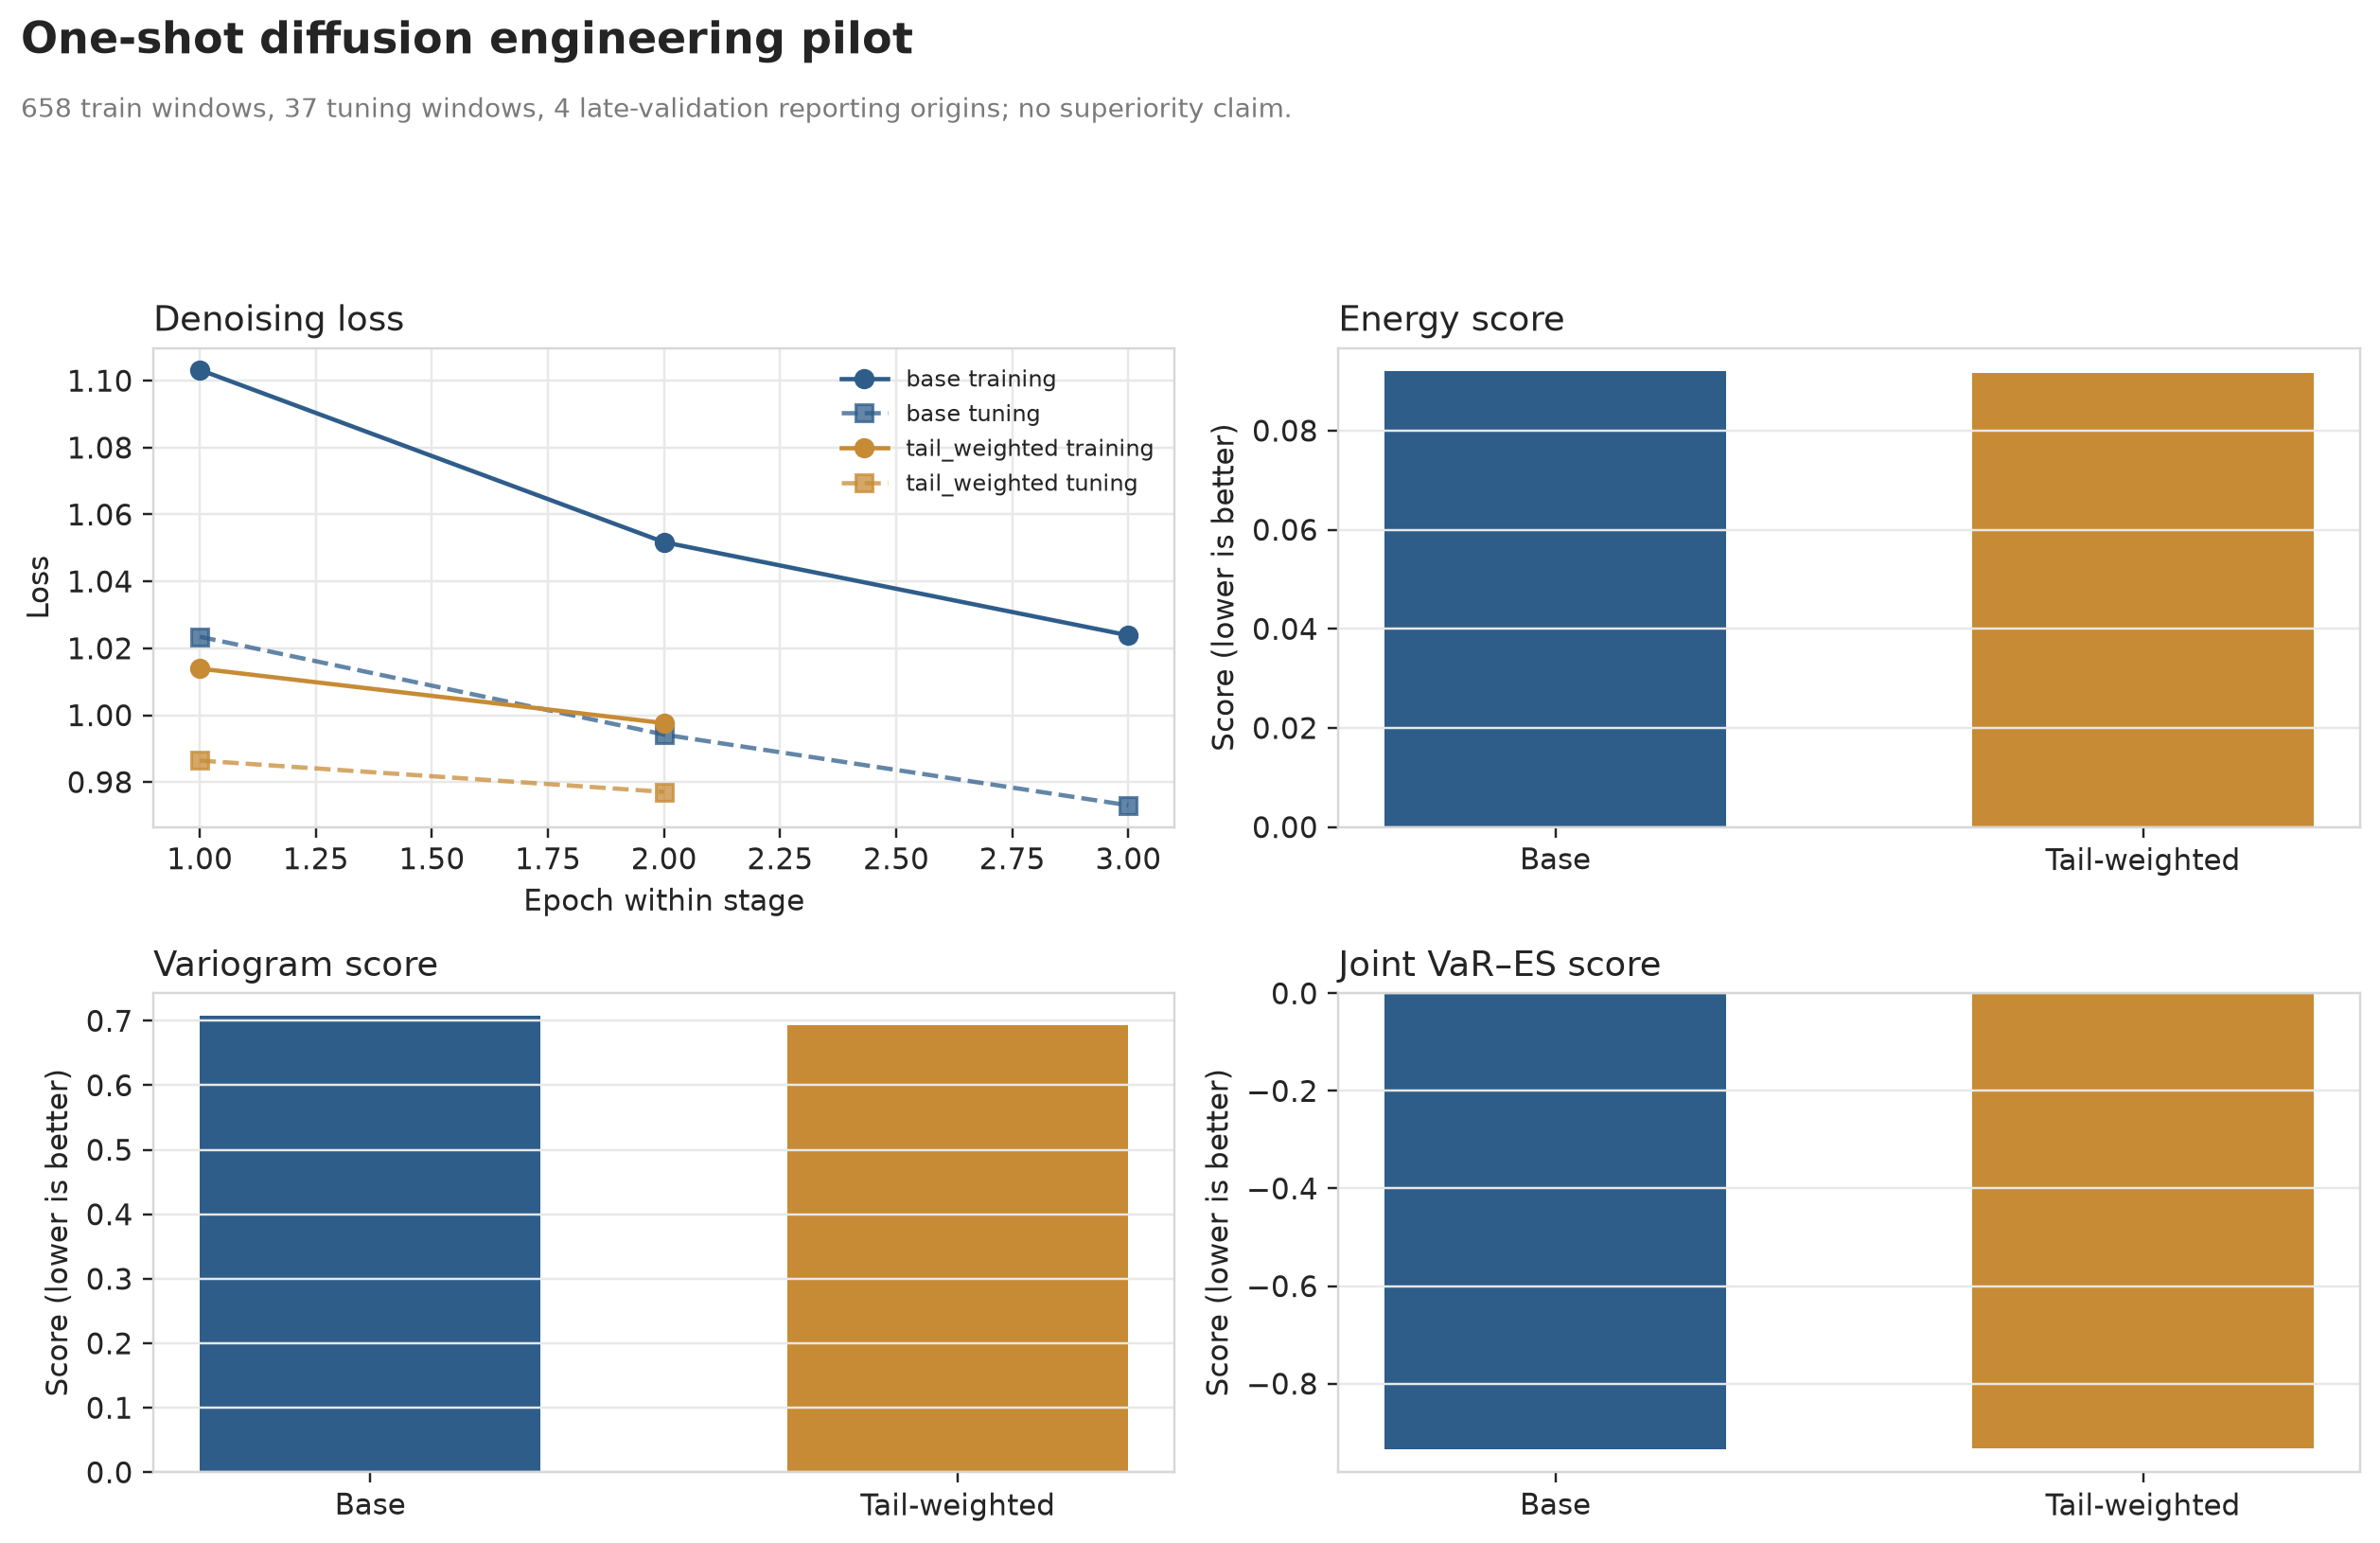 One-shot diffusion engineering pilot
658 train windows, 37 tuning windows, 4 late-validation reporting origins; no superiority claim.
Denoising loss
Loss
1.10
1.08
1.06
1.04
1.02
1.00
0.98
base training
base tuning
tail_weighted training
tail_weighted tuning
1.00 1.25 1.50 1.75 2.00 2.25 2.50 2.75 3.00
Epoch within stage
Energy score
Score (lower is better)
0.08
0.06
0.04
0.02
0.00
Base Tail-weighted
Variogram score
Score (lower is better)
0.7
0.6
0.5
0.4
0.3
0.2
0.1
0.0
Base Tail-weighted
Joint VaR–ES score
Score (lower is better)
0.0
−0.2
−0.4
−0.6
−0.8
Base Tail-weighted